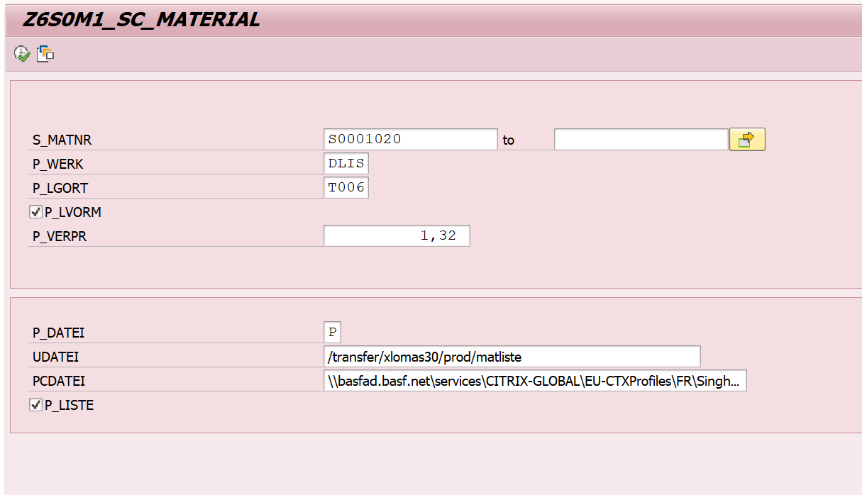 Z6S0M1_SC_MATERIAL
S_MATNR S0001020 to
P_WERK DLIS
P_LGORT T006
P_LVORM
P_VERPR 1,32
P_DATEI P
UDATEI /transfer/xlomas30/prod/matliste
PCDATEI \\basfad.basf.net\services\CITRIX-GLOBAL\EU-CTXProfiles\FR\Singh...
P_LISTE